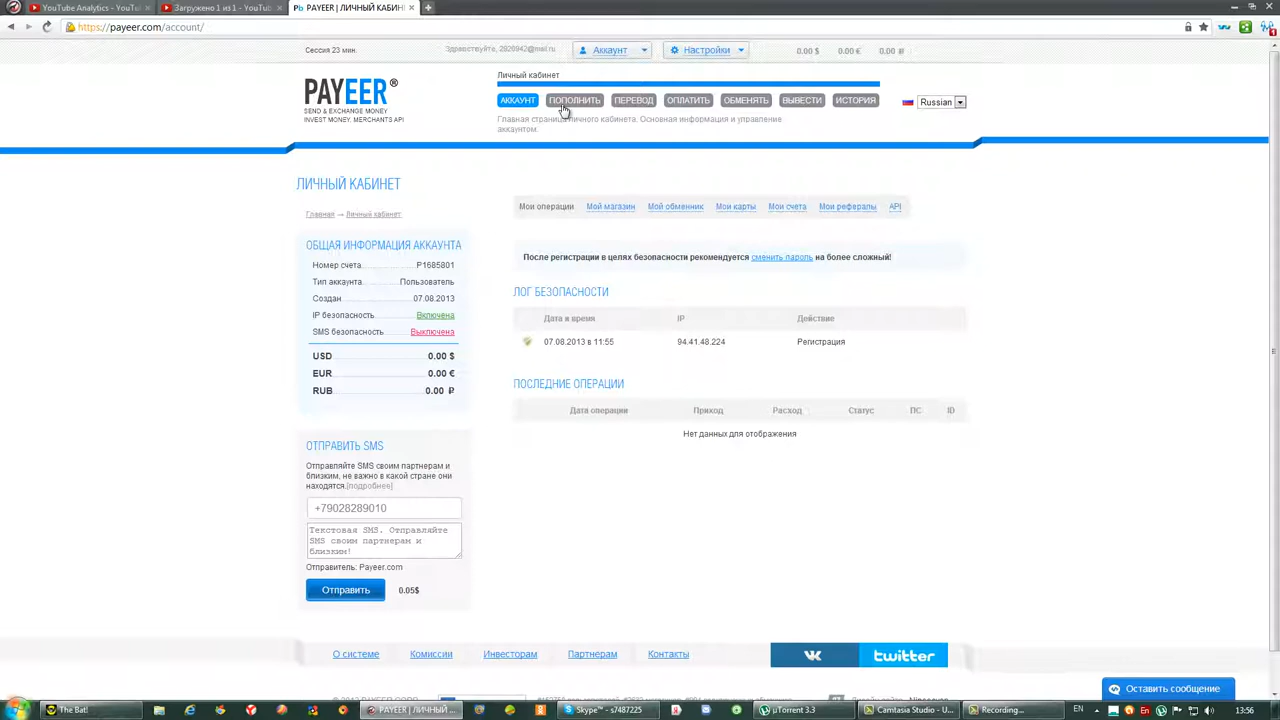 YouTube Analytics - YouTu
Загружено 1 из 1 - YouTub
PAYEER | ЛИЧНЫЙ КАБИН
https://payeer.com/account/
Сессия 23 мин.
Здравствуйте, 2920942@mail.ru
Аккаунт
Настройки
0.00 $
0.00 €
0.00
PAYEER®
SEND & EXCHANGE MONEY
INVEST MONEY. MERCHANTS API
Личный кабинет
АККАУНТ
ПОПОЛНИТЬ
ПЕРЕВОД
ОПЛАТИТЬ
ОБМЕНЯТЬ
ВЫВЕСТИ
ИСТОРИЯ
Russian
Главная страница личного кабинета. Основная информация и управление
аккаунтом.
ЛИЧНЫЙ КАБИНЕТ
Главная → Личный кабинет
Мои операции
Мой магазин
Мой обменник
Мои карты
Мои счета
Мои рефералы
API
ОБЩАЯ ИНФОРМАЦИЯ АККАУНТА
Номер счета P1685801
Тип аккаунта Пользователь
Создан 07.08.2013
IP безопасность Включена
SMS безопасность Выключена
USD 0.00 $
EUR 0.00 €
RUB 0.00 ₽
После регистрации в целях безопасности рекомендуется сменить пароль на более сложный!
ЛОГ БЕЗОПАСНОСТИ
Дата и время IP Действие
07.08.2013 в 11:55 94.41.48.224 Регистрация
ПОСЛЕДНИЕ ОПЕРАЦИИ
Дата операции Приход Расход Статус ПС ID
Нет данных для отображения
ОТПРАВИТЬ SMS
Отправляйте SMS своим партнерам и
близким, не важно в какой стране они
находятся.[подробнее]
+79028289010
Текстовая SMS. Отправляйте
SMS своим партнерам и
близким!
Отправитель: Payeer.com
Отправить
0.05$
О системе
Комиссии
Инвесторам
Партнерам
Контакты
twitter
Оставить сообщение
The Bat!
PAYEER | ЛИЧНЫЙ ...
Skype™ - s7487225
µTorrent 3.3
Camtasia Studio - U...
Recording...
EN
13:56